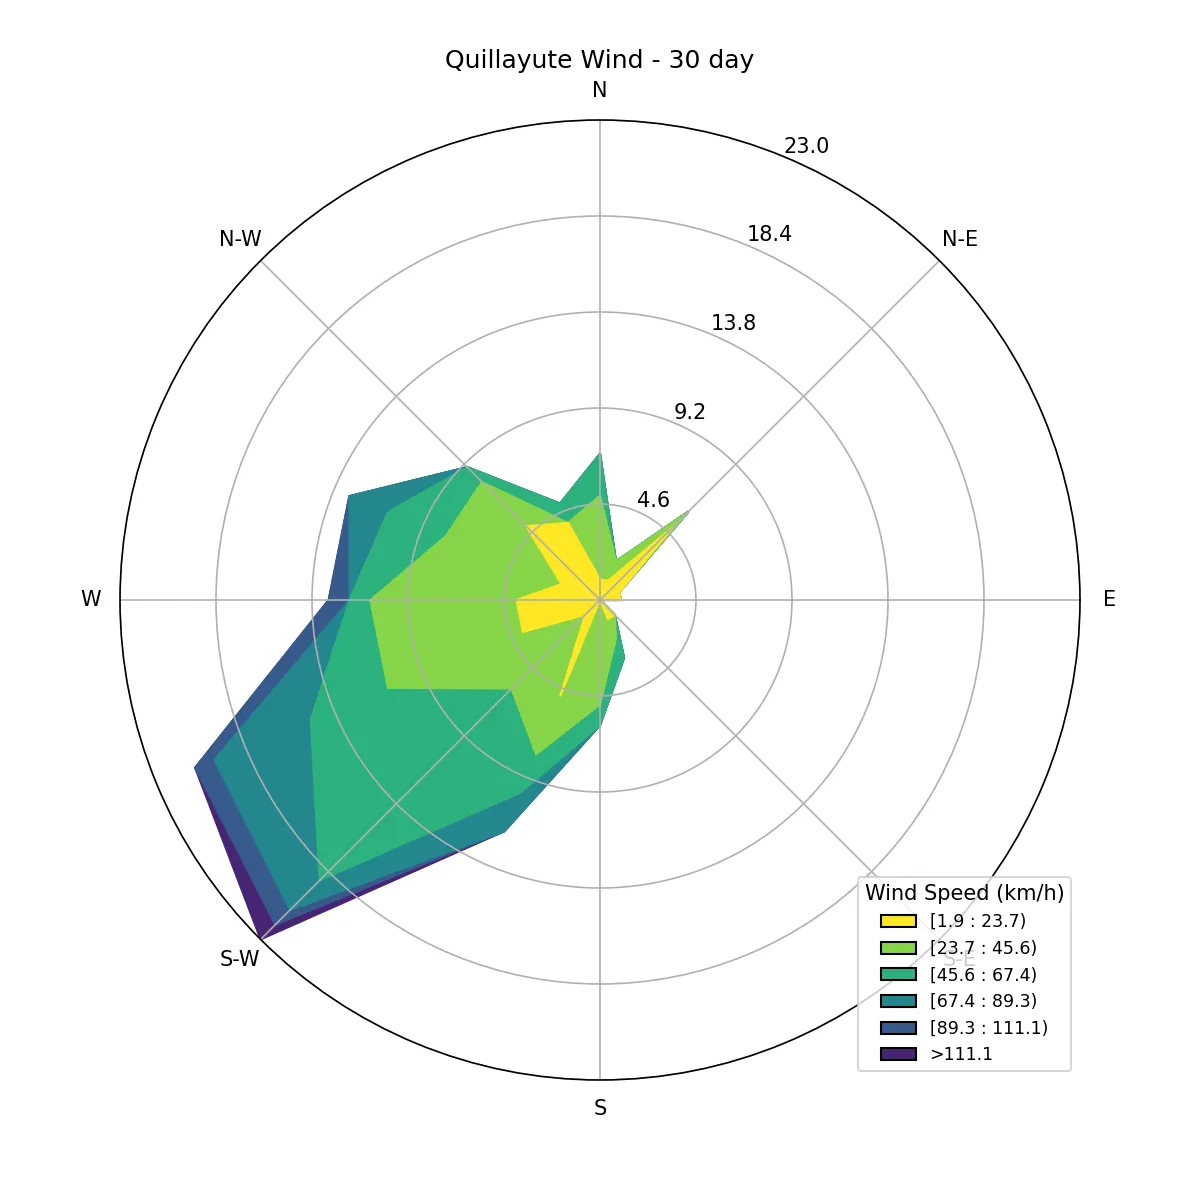 Quillayute Wind - 30 day
N
23.0
N-W
N-E
18.4
13.8
9.2
4.6
W
E
S-W
S-E
S
Wind Speed (km/h)
[1.9 : 23.7)
[23.7 : 45.6)
[45.6 : 67.4)
[67.4 : 89.3)
[89.3 : 111.1)
>111.1